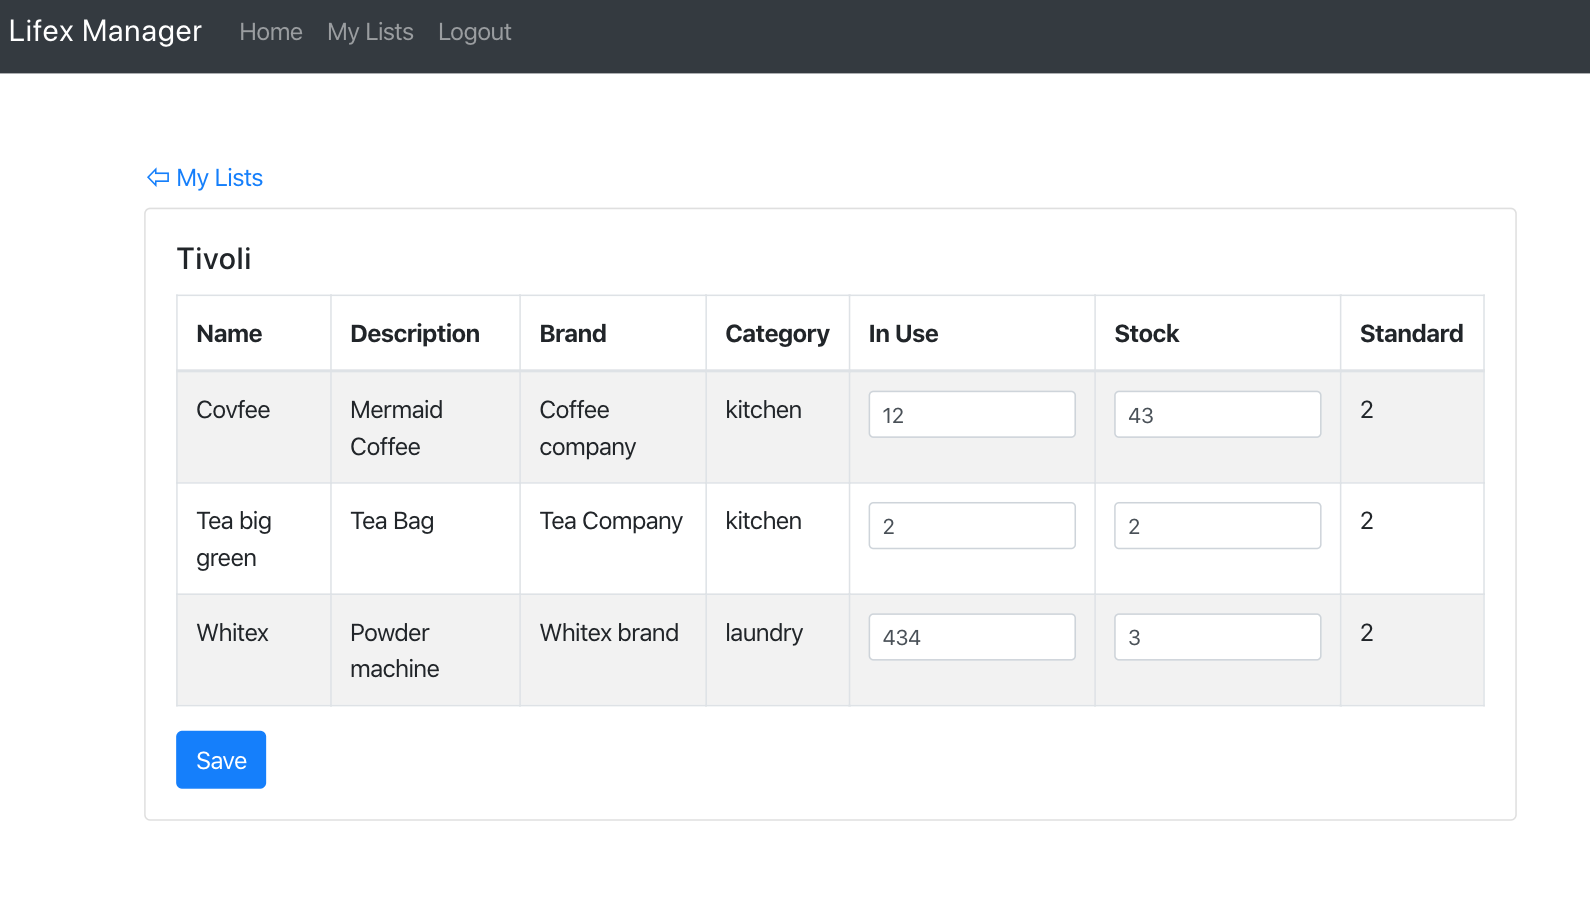 Lifex Manager Home My Lists Logout
⇦ My Lists
Tivoli
Name Description Brand Category In Use Stock Standard
Covfee Mermaid Coffee kitchen 12 43 2
Coffee company
Tea big Tea Bag Tea Company kitchen 2 2 2
green
Whitex Powder Whitex brand laundry 434 3 2
machine
Save